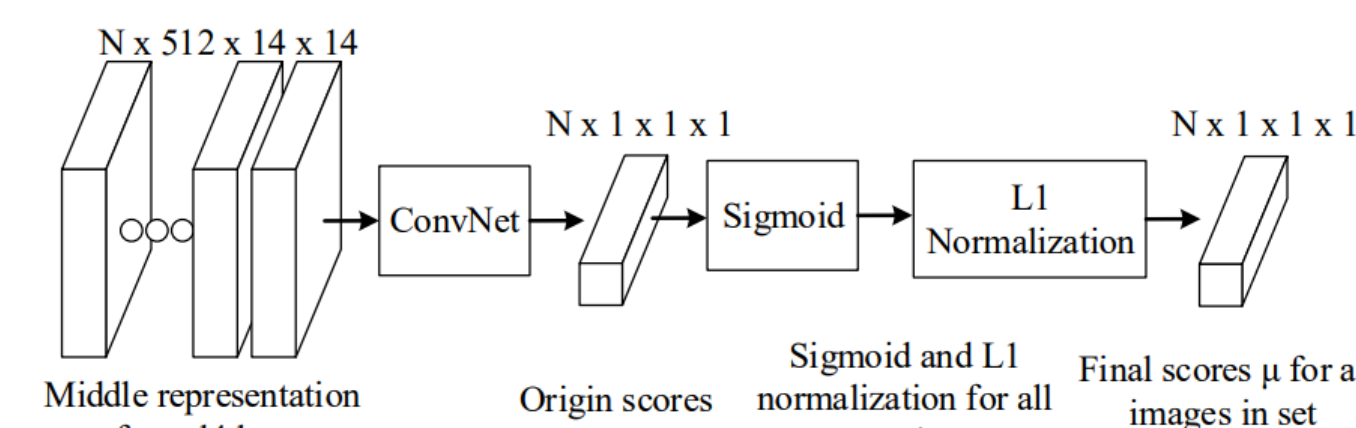 N x 512 x 14 x 14
N x 1 x 1 x 1
N x 1 x 1 x 1
ConvNet
Sigmoid
L1
Normalization
Middle representation
Origin scores
Sigmoid and L1
normalization for all
Final scores μ for a
images in set